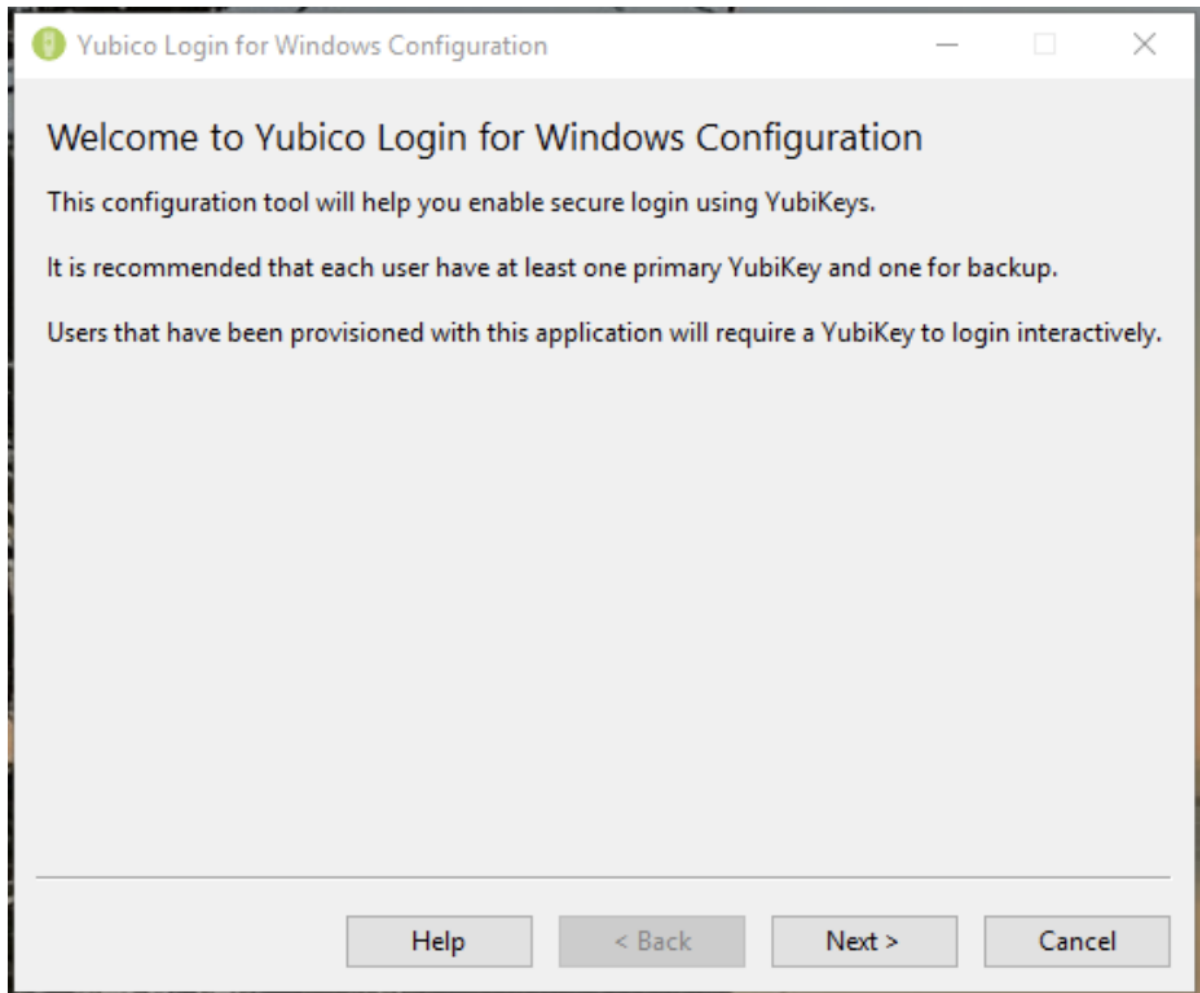 Yubico Login for Windows Configuration
Welcome to Yubico Login for Windows Configuration
This configuration tool will help you enable secure login using YubiKeys.
It is recommended that each user have at least one primary YubiKey and one for backup.
Users that have been provisioned with this application will require a YubiKey to login interactively.
Help < Back Next > Cancel